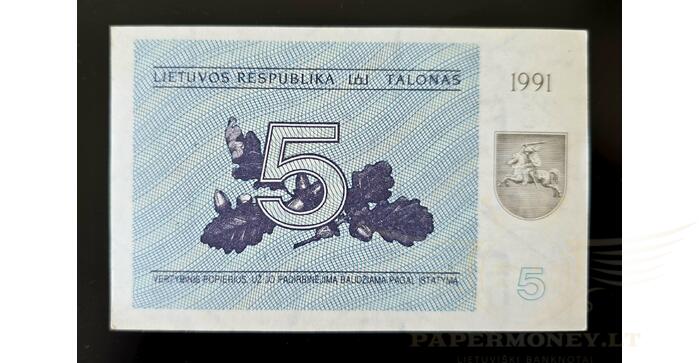 LIETUVOS RESPUBLIKA TALONAS
1991
5
VERTYBINIS POPIERIUS. UŽ JO PADIRBINĖJIMĄ BAUDŽIAMA PAGAL ĮSTATYMĄ
5
PAPERMONEY.LT
LIETUVIŠKI BANKNOTAI